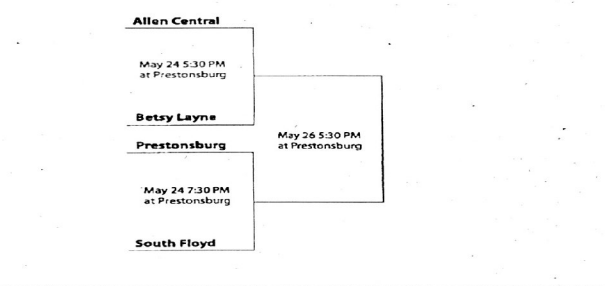 Allen Central
May 24 5:30 PM
at Prestonsburg
Betsy Layne
May 26 5:30 PM
at Prestonsburg
Prestonsburg
May 24 7:30 PM
at Prestonsburg
South Floyd